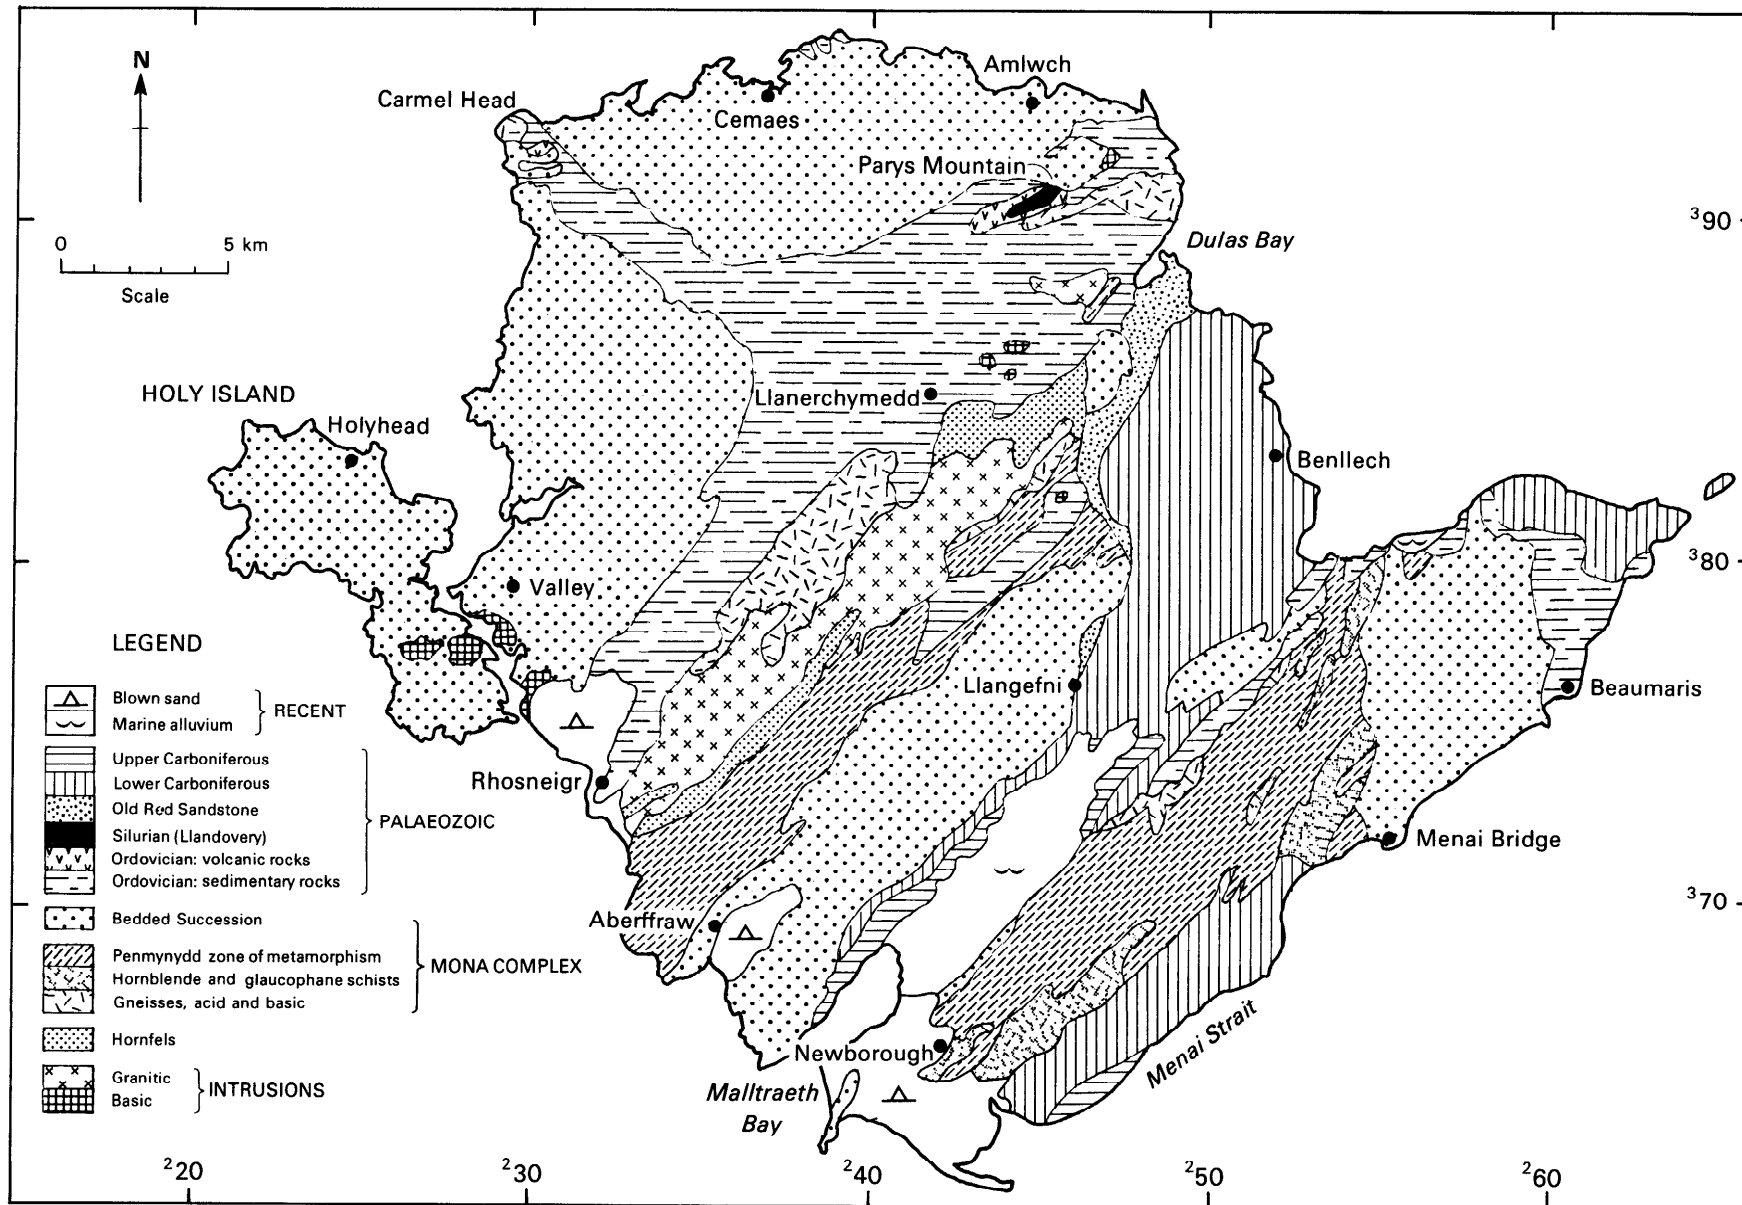 N
Carmel Head
Cemaes
Amlwch
Parys Mountain
³90
0 5 km
Scale
Dulas Bay
Llanerchymedd
HOLY ISLAND
Holyhead
Benllech
³80
Valley
Llangefni
Beaumaris
Rhosneigr
Menai Bridge
³70
Aberffraw
Newborough
Menai Strait
Malltraeth
Bay
LEGEND
Blown sand
Marine alluvium
RECENT
Upper Carboniferous
Lower Carboniferous
Old Red Sandstone
Silurian (Llandovery)
Ordovician: volcanic rocks
Ordovician: sedimentary rocks
PALAEOZOIC
Bedded Succession
Penmynydd zone of metamorphism
Hornblende and glaucophane schists
Gneisses, acid and basic
MONA COMPLEX
Hornfels
Granitic
Basic
INTRUSIONS
²20 ²30 ²40 ²50 ²60